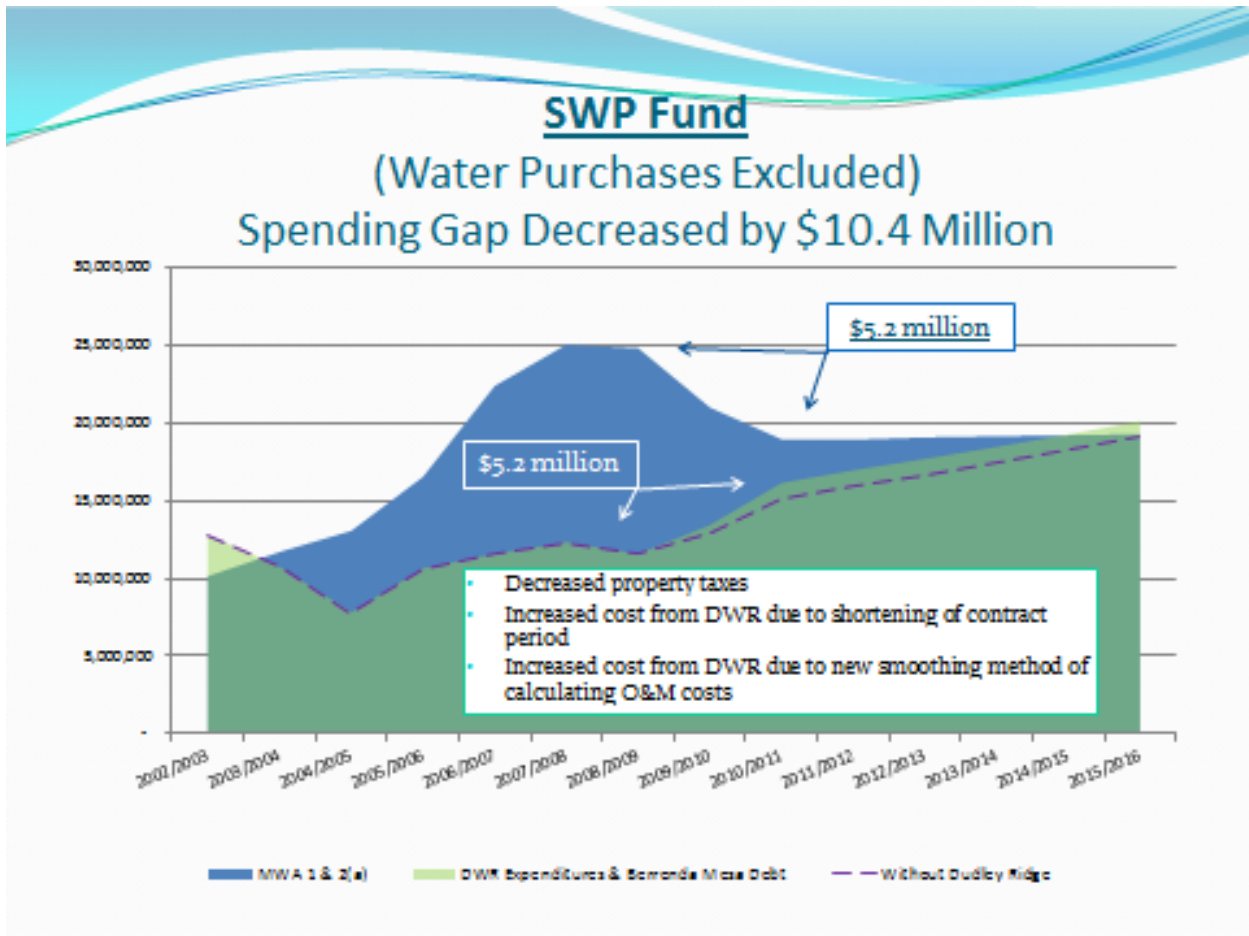 SWP Fund
(Water Purchases Excluded)
Spending Gap Decreased by $10.4 Million
30,000,000
25,000,000
20,000,000
15,000,000
10,000,000
5,000,000
-
$5.2 million
$5.2 million
Decreased property taxes
Increased cost from DWR due to shortening of contract
period
Increased cost from DWR due to new smoothing method of
calculating O&M costs
2002/2003
2003/2004
2004/2005
2005/2006
2006/2007
2007/2008
2008/2009
2009/2010
2010/2011
2011/2012
2012/2013
2013/2014
2014/2015
2015/2016
MWA 1 & 2(a)
DWR Expenditures & Berrenda Mesa Debt
Without Dudley Ridge